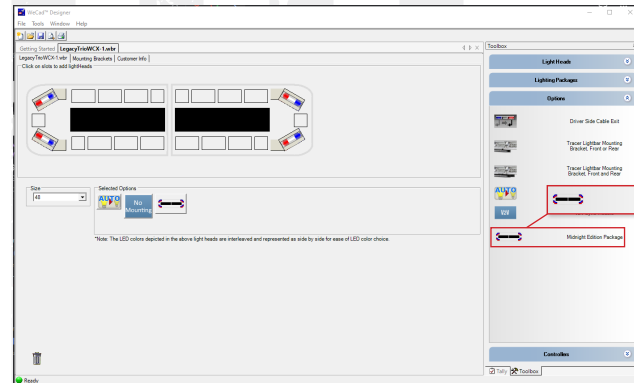 WeCad™ Designer
File Tools Window Help
Getting Started LegacyTrioWCX-1.wbr
LegacyTrioWCX-1.wbr Mounting Brackets Customer Info
Click on slots to add lightHeads
Size
48
Selected Options
AUTO
No
Mounting
*Note: The LED colors depicted in the above light heads are interleaved and represented as side by side for ease of LED color choice.
Ready
Toolbox
Light Heads
Lighting Packages
Options
Driver Side Cable Exit
Tracer Lightbar Mounting
Bracket, Front or Rear
Tracer Lightbar Mounting
Bracket, Front and Rear
AUTO
Midnight Edition Package
Controllers
Tally Toolbox